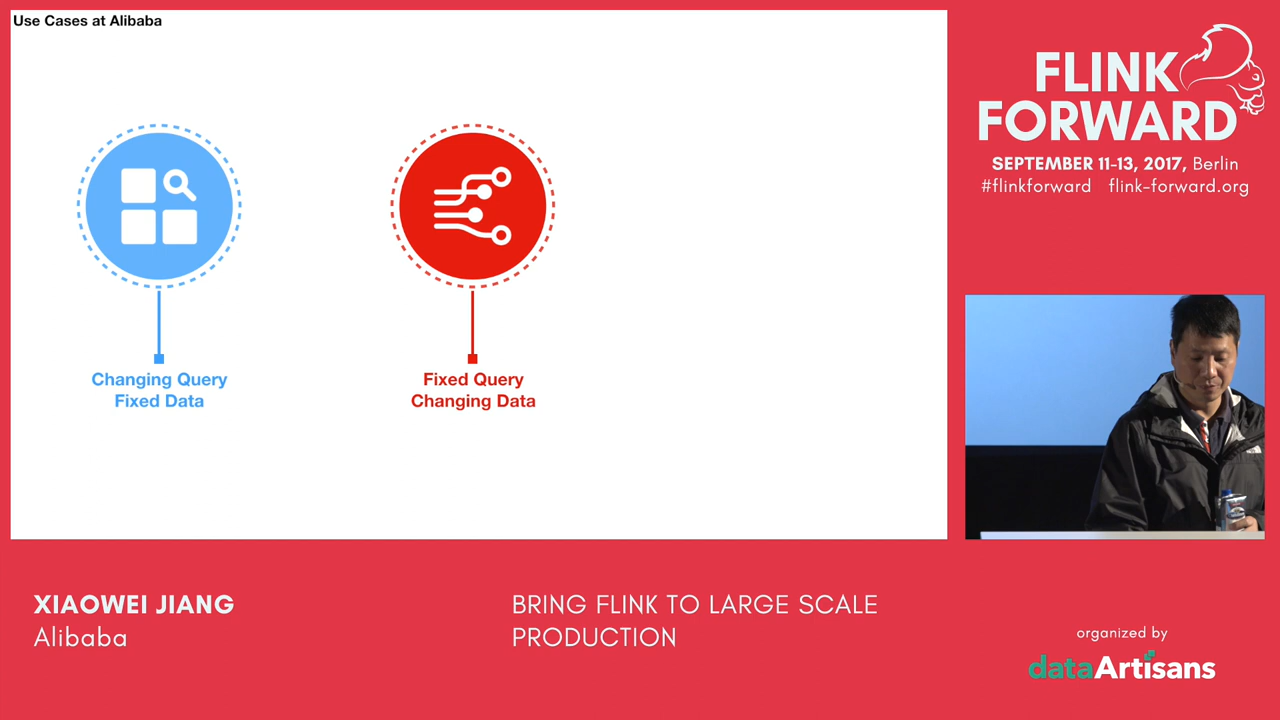 Use Cases at Alibaba
Changing Query
Fixed Data
Fixed Query
Changing Data
FLINK
FORWARD
SEPTEMBER 11-13, 2017, Berlin
#flinkforward flink-forward.org
XIAOWEI JIANG
Alibaba
BRING FLINK TO LARGE SCALE
PRODUCTION
organized by
dataArtisans